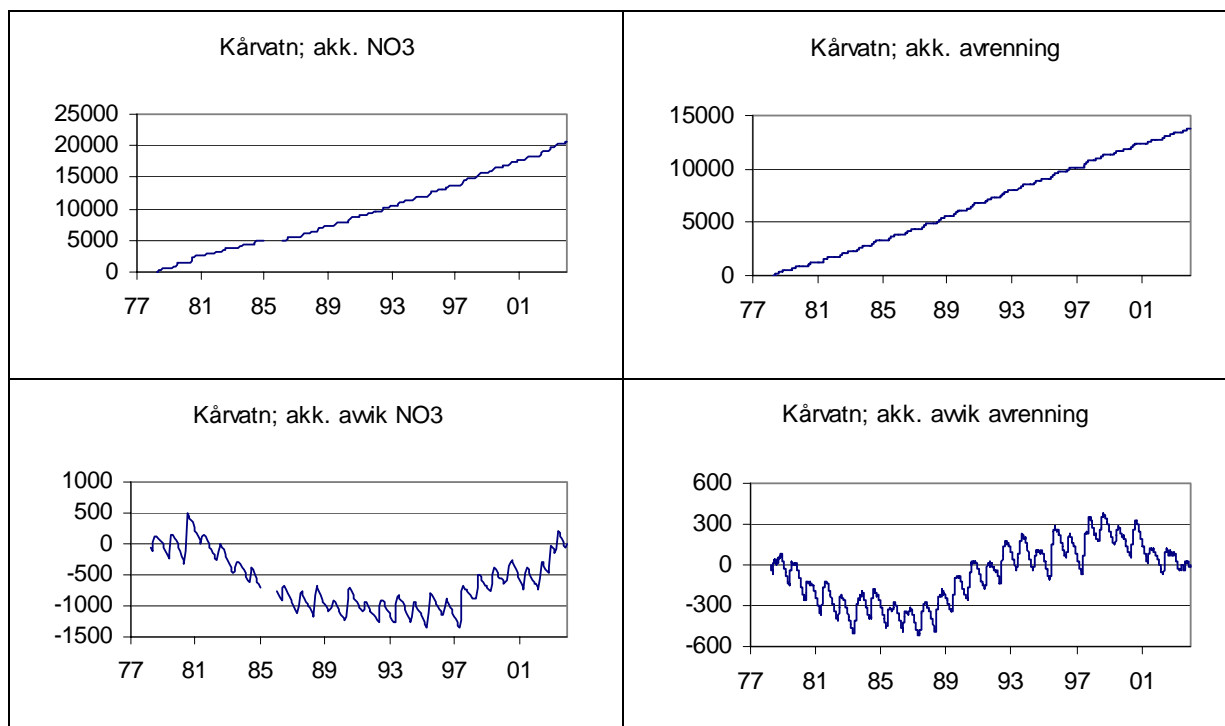 Kårvatn; akk. NO3
25000
20000
15000
10000
5000
0
77 81 85 89 93 97 01
Kårvatn; akk. avrenning
15000
10000
5000
0
77 81 85 89 93 97 01
Kårvatn; akk. avvik NO3
1000
500
0
-500
-1000
-1500
77 81 85 89 93 97 01
Kårvatn; akk. avvik avrenning
600
300
0
-300
-600
77 81 85 89 93 97 01